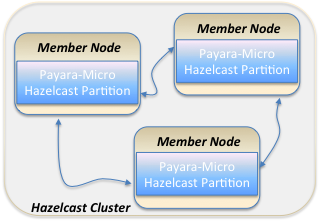 Member Node
Payara-Micro
Hazelcast Partition
Member Node
Payara-Micro
Hazelcast Partition
Member Node
Payara-Micro
Hazelcast Partition
Hazelcast Cluster